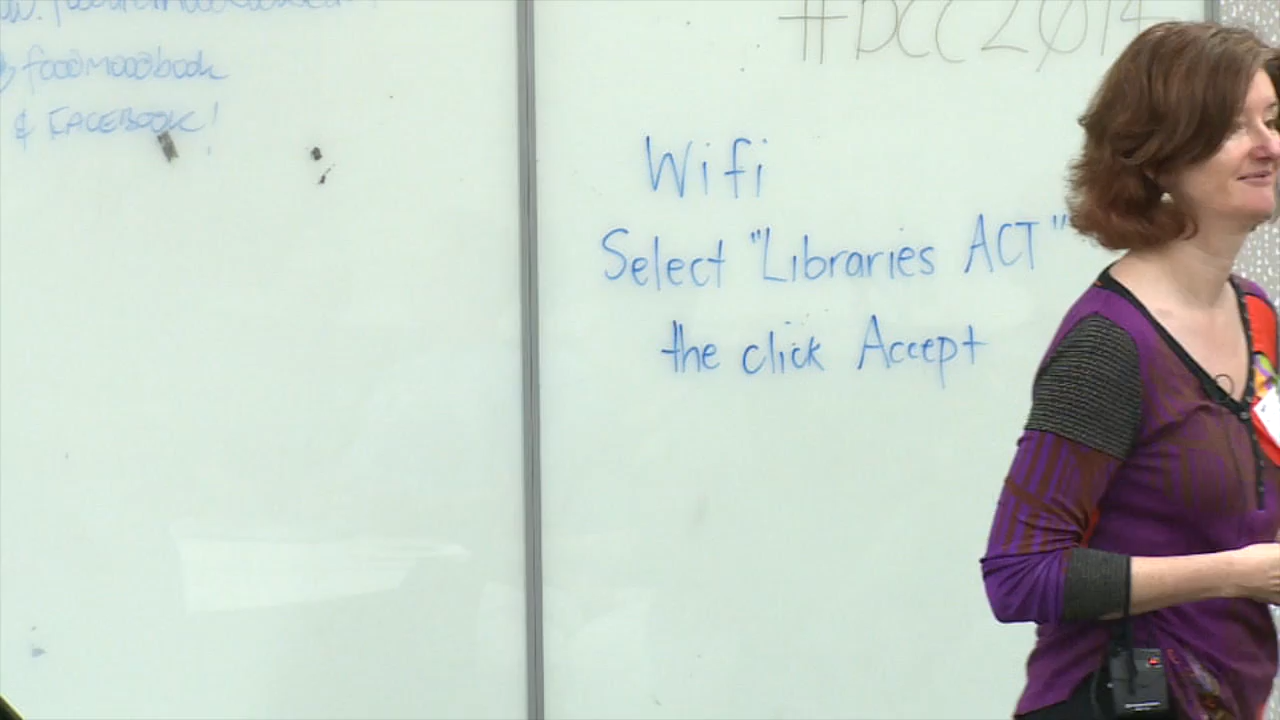 foodmoodbook
& FACEBOOK!
#DCC2014
Wifi
Select "Libraries ACT"
the click Accept